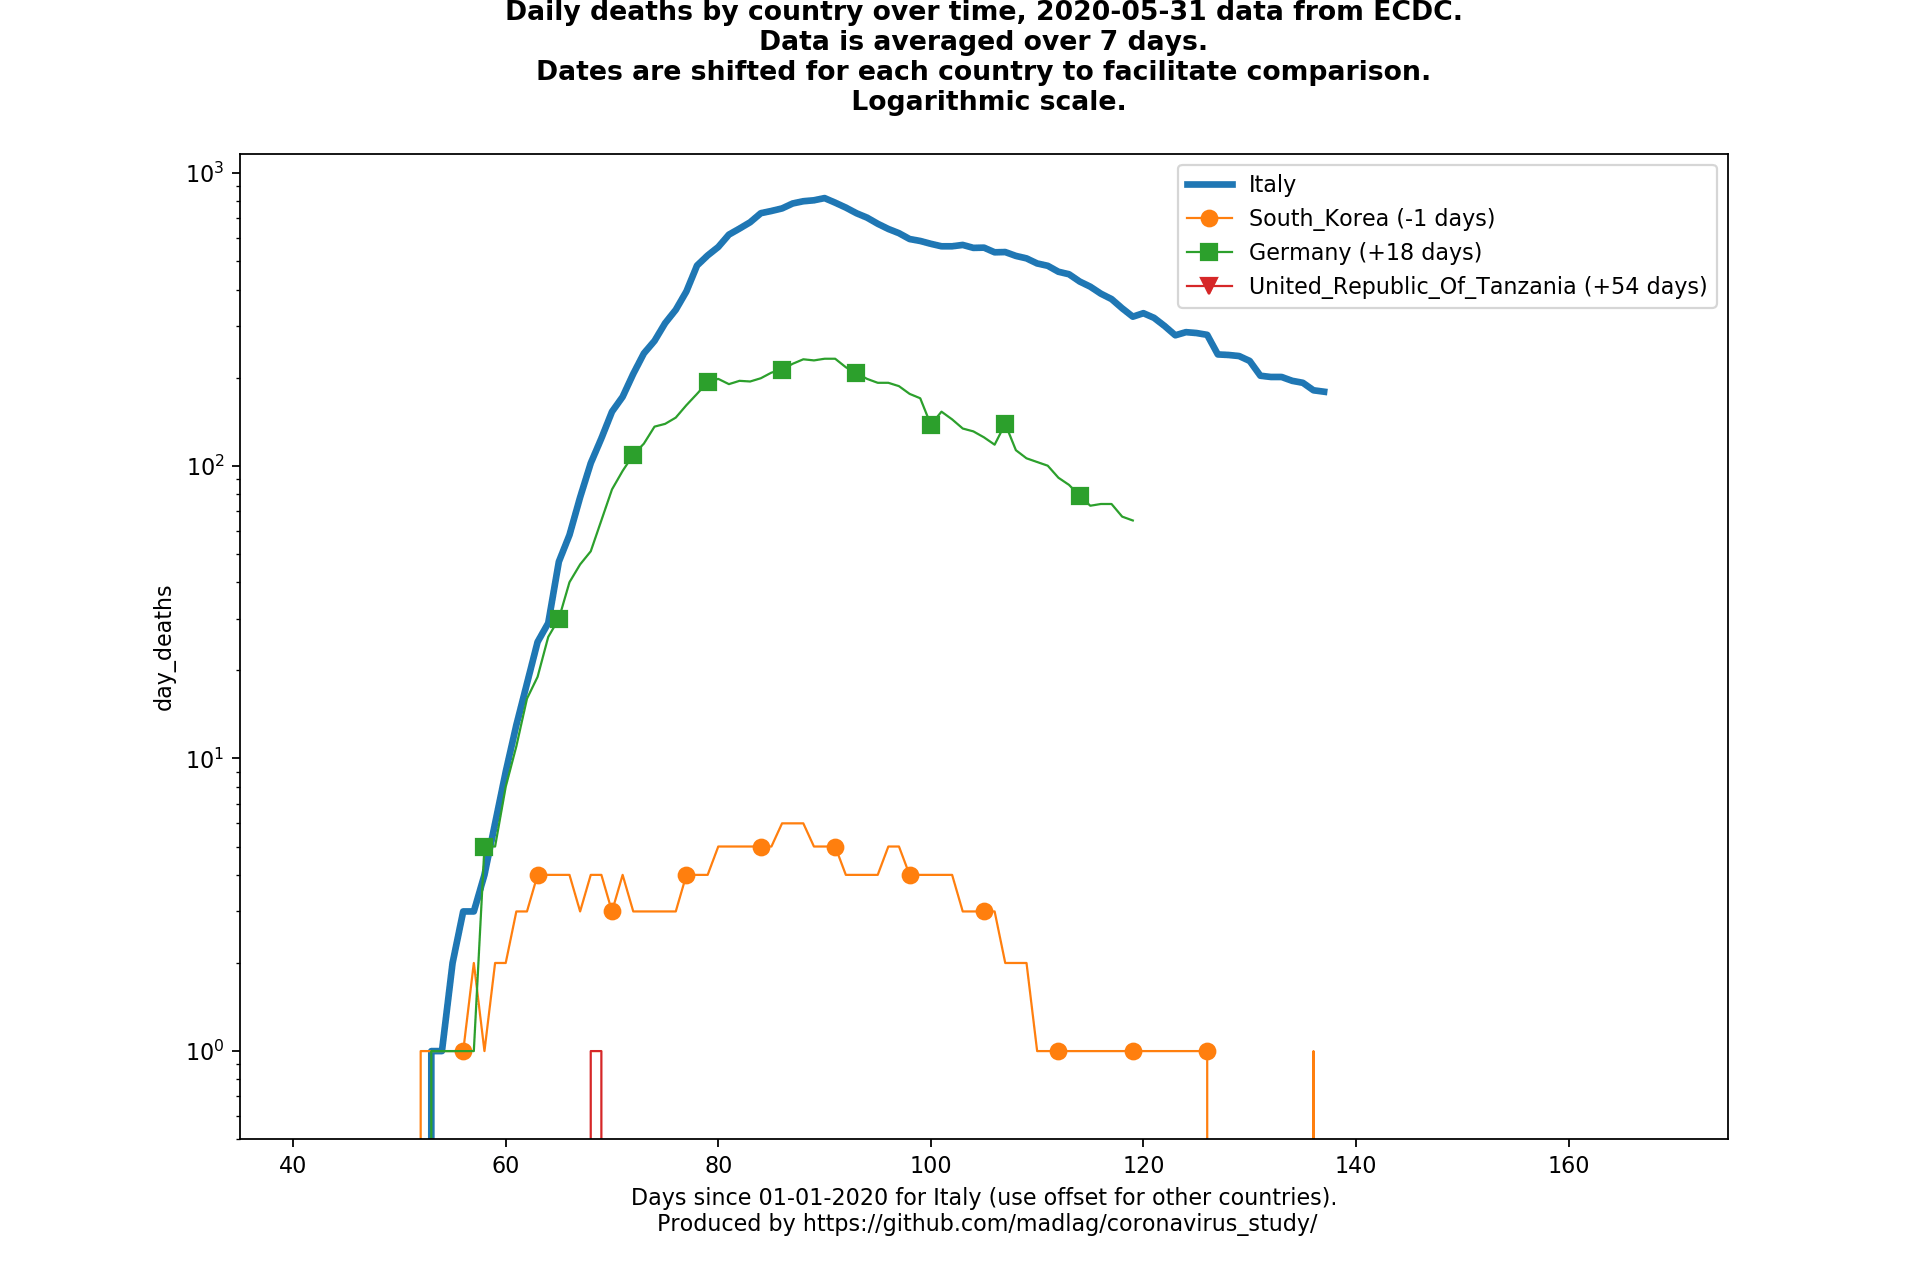 Daily deaths by country over time, 2020-05-31 data from ECDC.
Data is averaged over 7 days.
Dates are shifted for each country to facilitate comparison.
Logarithmic scale.
10³
10²
10¹
10⁰
day_deaths
Italy
South_Korea (-1 days)
Germany (+18 days)
United_Republic_Of_Tanzania (+54 days)
40 60 80 100 120 140 160
Days since 01-01-2020 for Italy (use offset for other countries).
Produced by https://github.com/madlag/coronavirus_study/